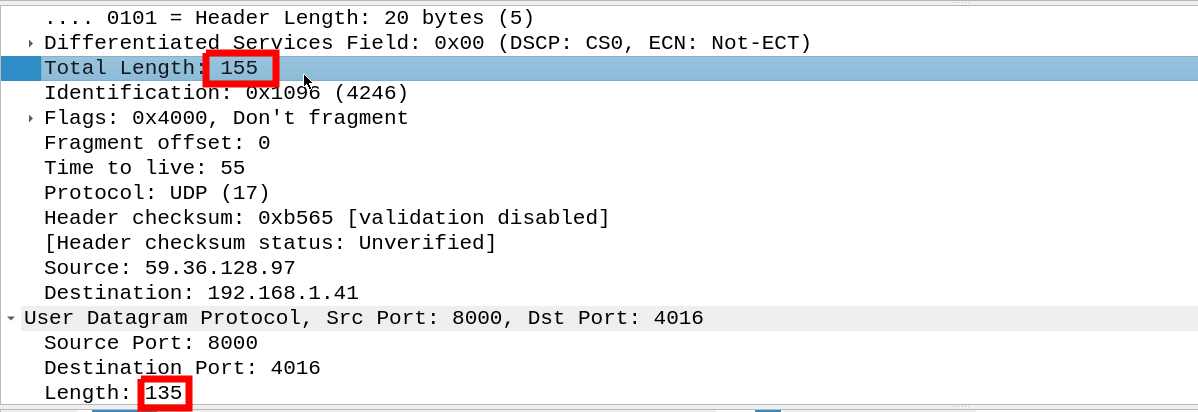 .... 0101 = Header Length: 20 bytes (5)
Differentiated Services Field: 0x00 (DSCP: CS0, ECN: Not-ECT)
Total Length: 155
Identification: 0x1096 (4246)
Flags: 0x4000, Don't fragment
Fragment offset: 0
Time to live: 55
Protocol: UDP (17)
Header checksum: 0xb565 [validation disabled]
[Header checksum status: Unverified]
Source: 59.36.128.97
Destination: 192.168.1.41
User Datagram Protocol, Src Port: 8000, Dst Port: 4016
Source Port: 8000
Destination Port: 4016
Length: 135